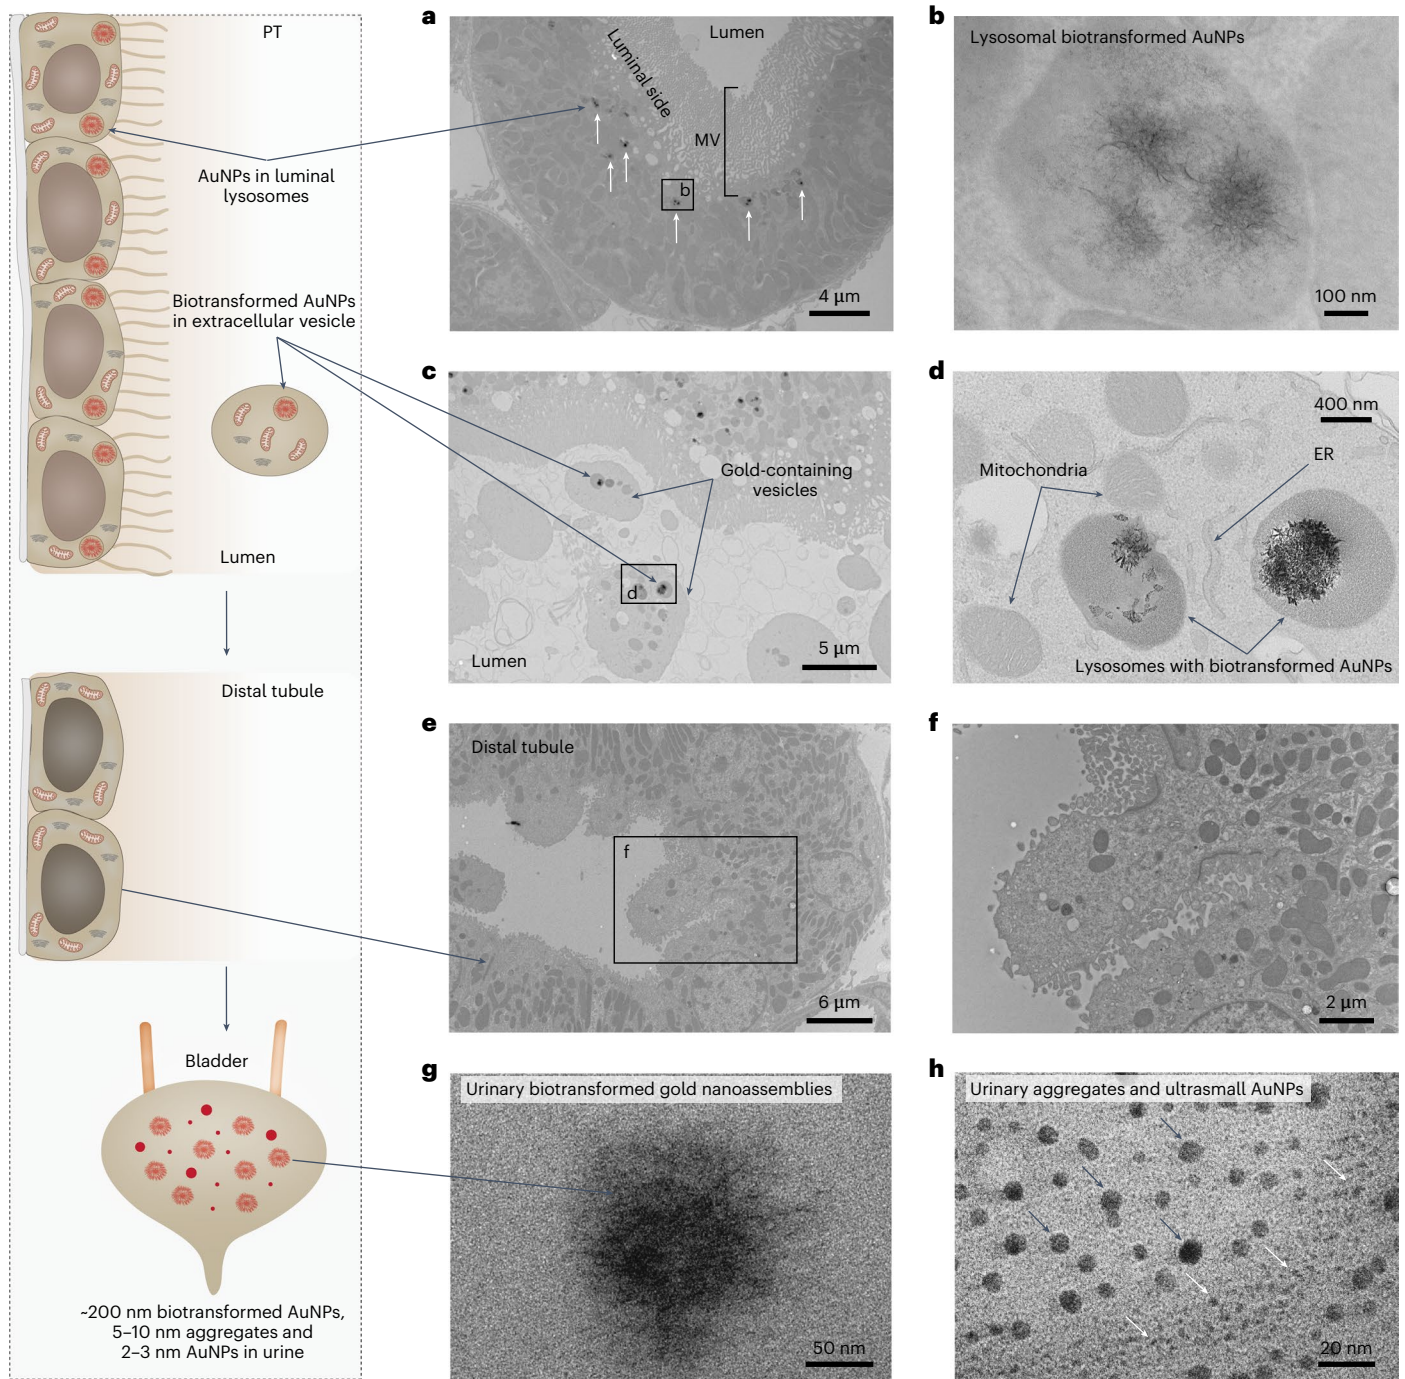 PT
AuNPs in luminal
lysosomes
Biotransformed AuNPs
in extracellular vesicle
Lumen
Distal tubule
Bladder
~200 nm biotransformed AuNPs,
5–10 nm aggregates and
2–3 nm AuNPs in urine
a
Luminal side
Lumen
MV
b
4 µm
b
Lysosomal biotransformed AuNPs
100 nm
c
Gold-containing
vesicles
d
Lumen
5 µm
d
400 nm
Mitochondria
ER
Lysosomes with biotransformed AuNPs
e
Distal tubule
f
6 µm
f
2 µm
g
Urinary biotransformed gold nanoassemblies
50 nm
h
Urinary aggregates and ultrasmall AuNPs
20 nm